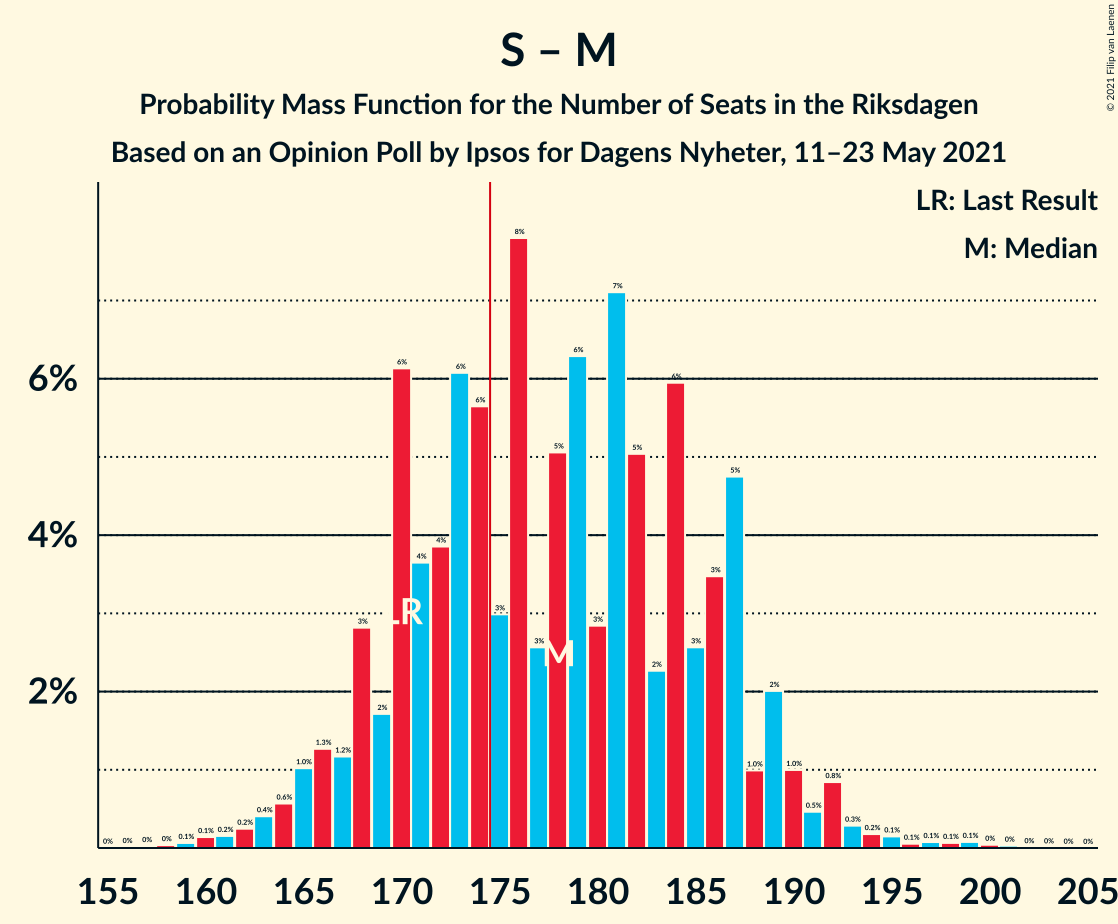 S – M
Probability Mass Function for the Number of Seats in the Riksdagen
Based on an Opinion Poll by Ipsos for Dagens Nyheter, 11–23 May 2021
© 2021 Filip van Laenen
LR: Last Result
M: Median
6%
4%
2%
0% 0% 0% 0% 0.1% 0.1% 0.2% 0.2% 0.4% 0.6% 1.0% 1.3% 1.2% 3% 2% 6% 4% 4% 6% 6% 3% 8% 3% 5% 6% 3% 7% 5% 2% 6% 3% 3% 5% 1.0% 2% 1.0% 0.5% 0.8% 0.3% 0.2% 0.1% 0.1% 0.1% 0.1% 0.1% 0% 0% 0% 0% 0% 0%
LR
M
155 160 165 170 175 180 185 190 195 200 205